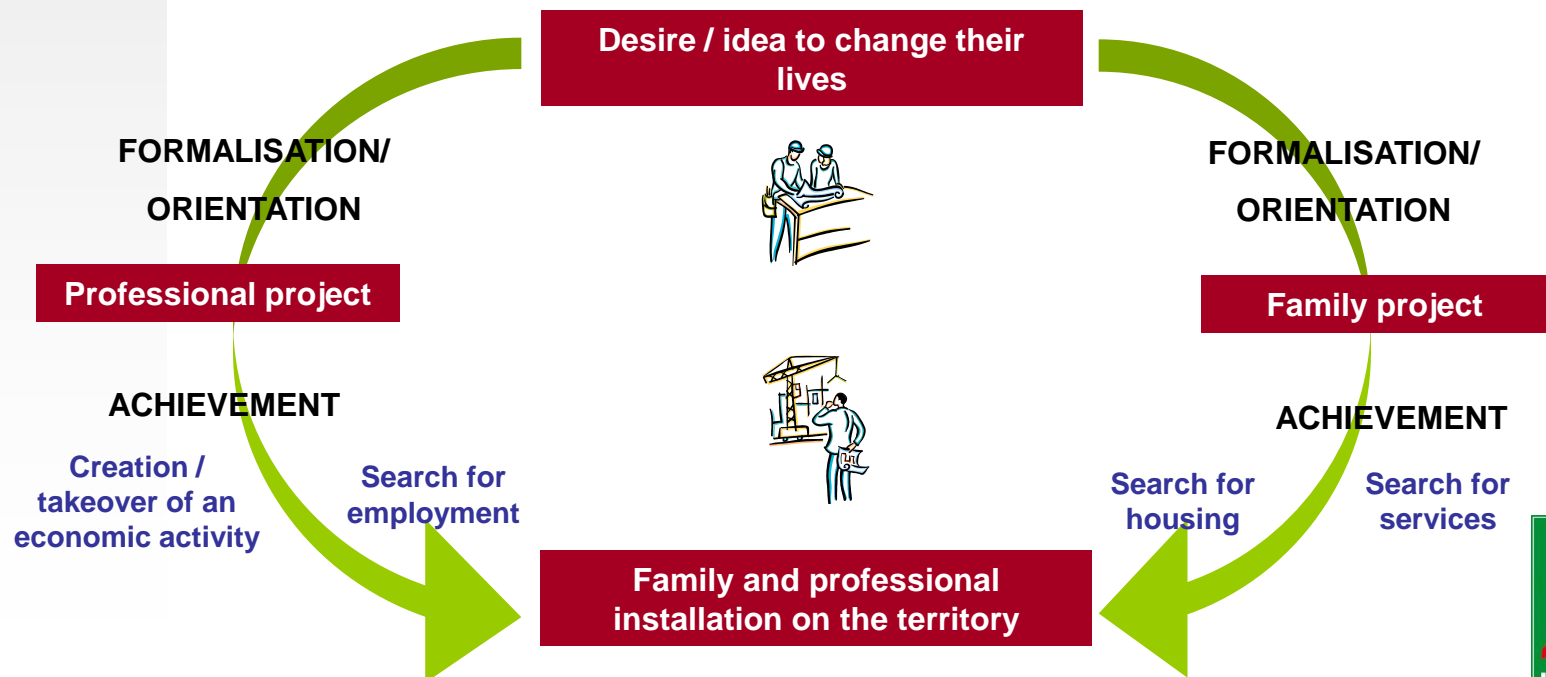 Desire / idea to change their
lives
FORMALISATION/
ORIENTATION
FORMALISATION/
ORIENTATION
Professional project
Family project
ACHIEVEMENT
ACHIEVEMENT
Creation /
takeover of an
economic activity
Search for
employment
Search for
housing
Search for
services
Family and professional
installation on the territory